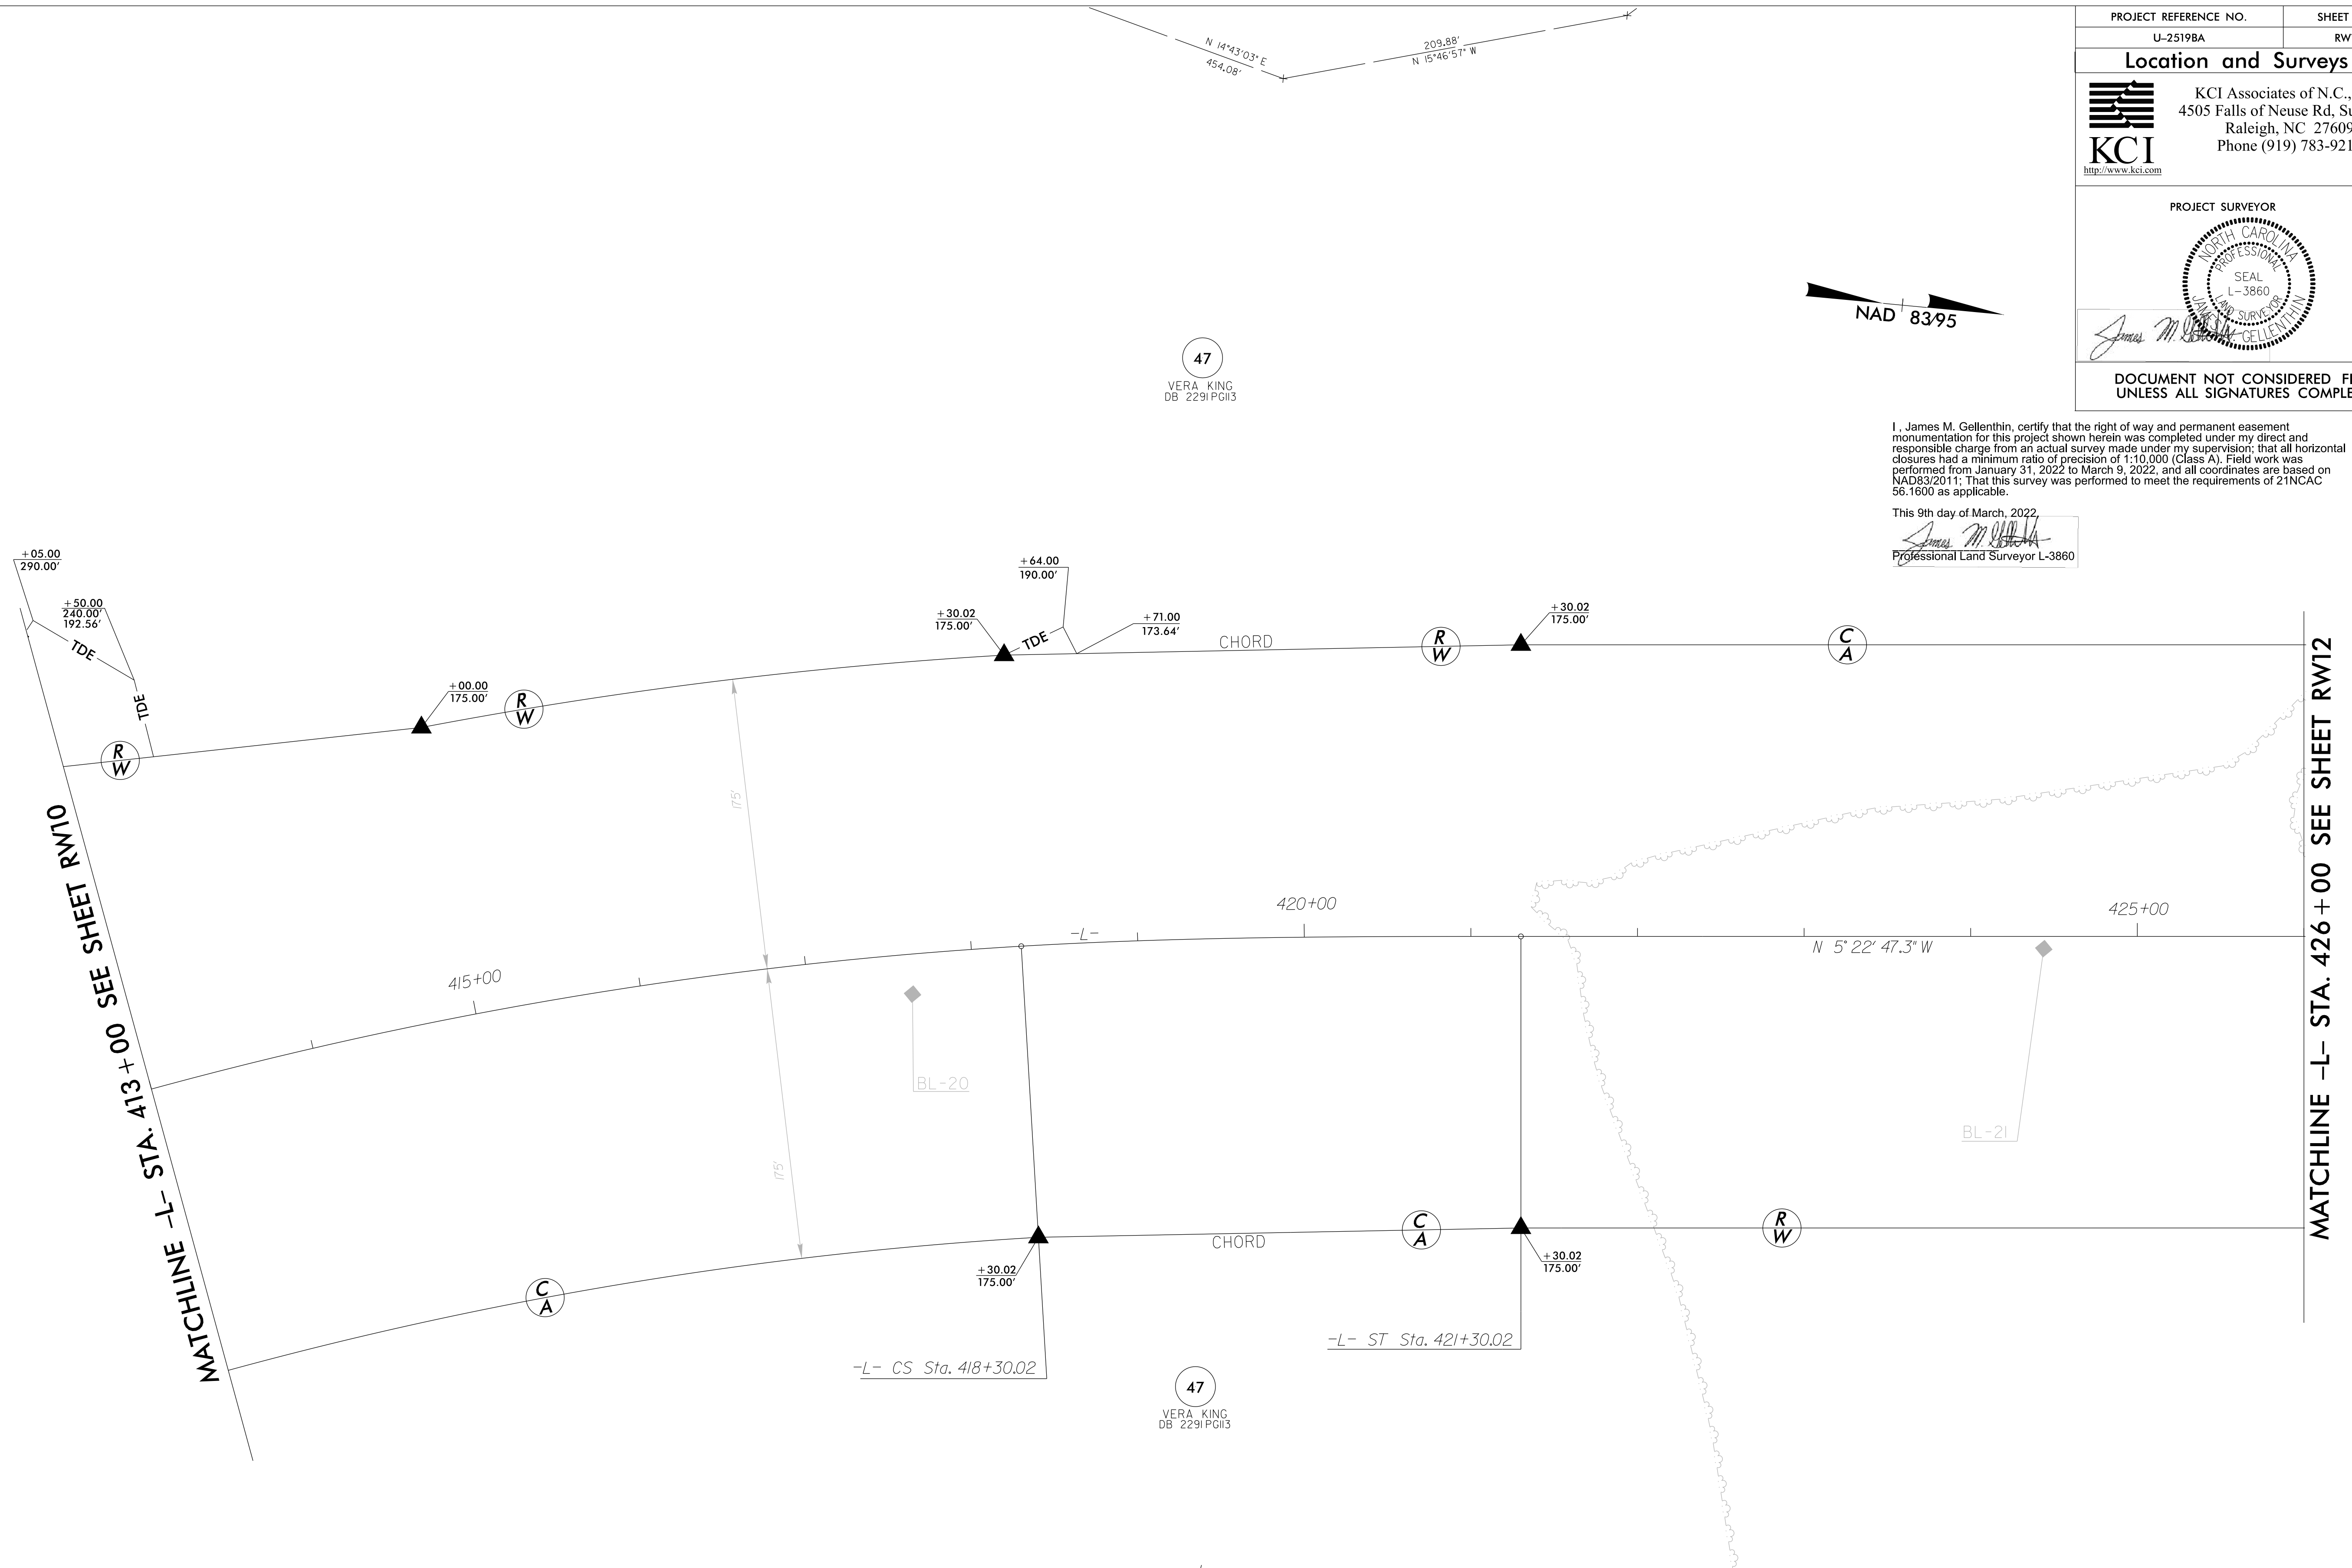 N 14°43'03" E
454.08'
209.88'
N 15°46'57" W
PROJECT REFERENCE NO.
SHEET
U-2519BA
RW
Location and Surveys
KCI
http://www.kci.com
KCI Associates of N.C.,
4505 Falls of Neuse Rd,
Raleigh, NC 27609
Phone (919) 783-921
PROJECT SURVEYOR
NORTH CAROLINA
PROFESSIONAL
SEAL
L-3860
LAND SURVEYOR
JAMES M. GELLENTHIN
DOCUMENT NOT CONSIDERED
UNLESS ALL SIGNATURES
NAD 83/95
47
VERA KING
DB 2291 PG113
I , James M. Gellenthin, certify that the right of way and permanent easement
monumentation for this project shown herein was completed under my direct and
responsible charge from an actual survey made under my supervision; that all horizontal
closures had a minimum ratio of precision of 1:10,000 (Class A). Field work was
performed from January 31, 2022 to March 9, 2022, and all coordinates are based on
NAD83/2011; That this survey was performed to meet the requirements of 21NCAC
56.1600 as applicable.
This 9th day of March, 2022,
Professional Land Surveyor L-3860
+05.00
290.00'
+50.00
240.00'
192.56'
TDE
TDE
+00.00
175.00'
R
W
R
W
+30.02
175.00'
+64.00
190.00'
TDE
+71.00
173.64'
CHORD
R
W
+30.02
175.00'
C
A
MATCHLINE -L- STA. 413+00 SEE SHEET RW10
MATCHLINE -L- STA. 426+00 SEE SHEET RW12
175'
175'
415+00
-L-
420+00
425+00
N 5° 22' 47.3" W
BL-20
BL-21
C
A
+30.02
175.00'
CHORD
C
A
+30.02
175.00'
R
W
-L- CS Sta. 418+30.02
-L- ST Sta. 421+30.02
47
VERA KING
DB 2291 PG113